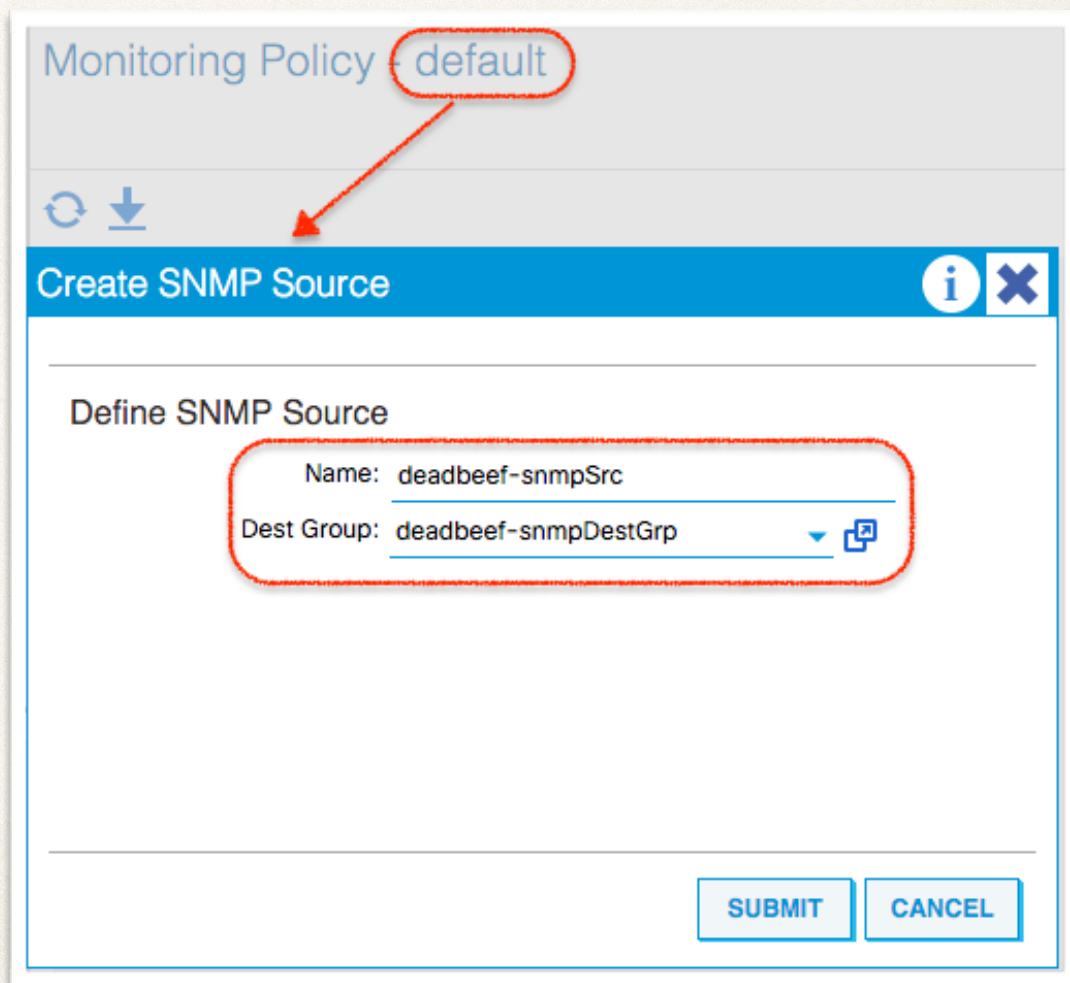 Monitoring Policy - default
Create SNMP Source
i
Define SNMP Source
Name: deadbeef-snmpSrc
Dest Group: deadbeef-snmpDestGrp
SUBMIT CANCEL